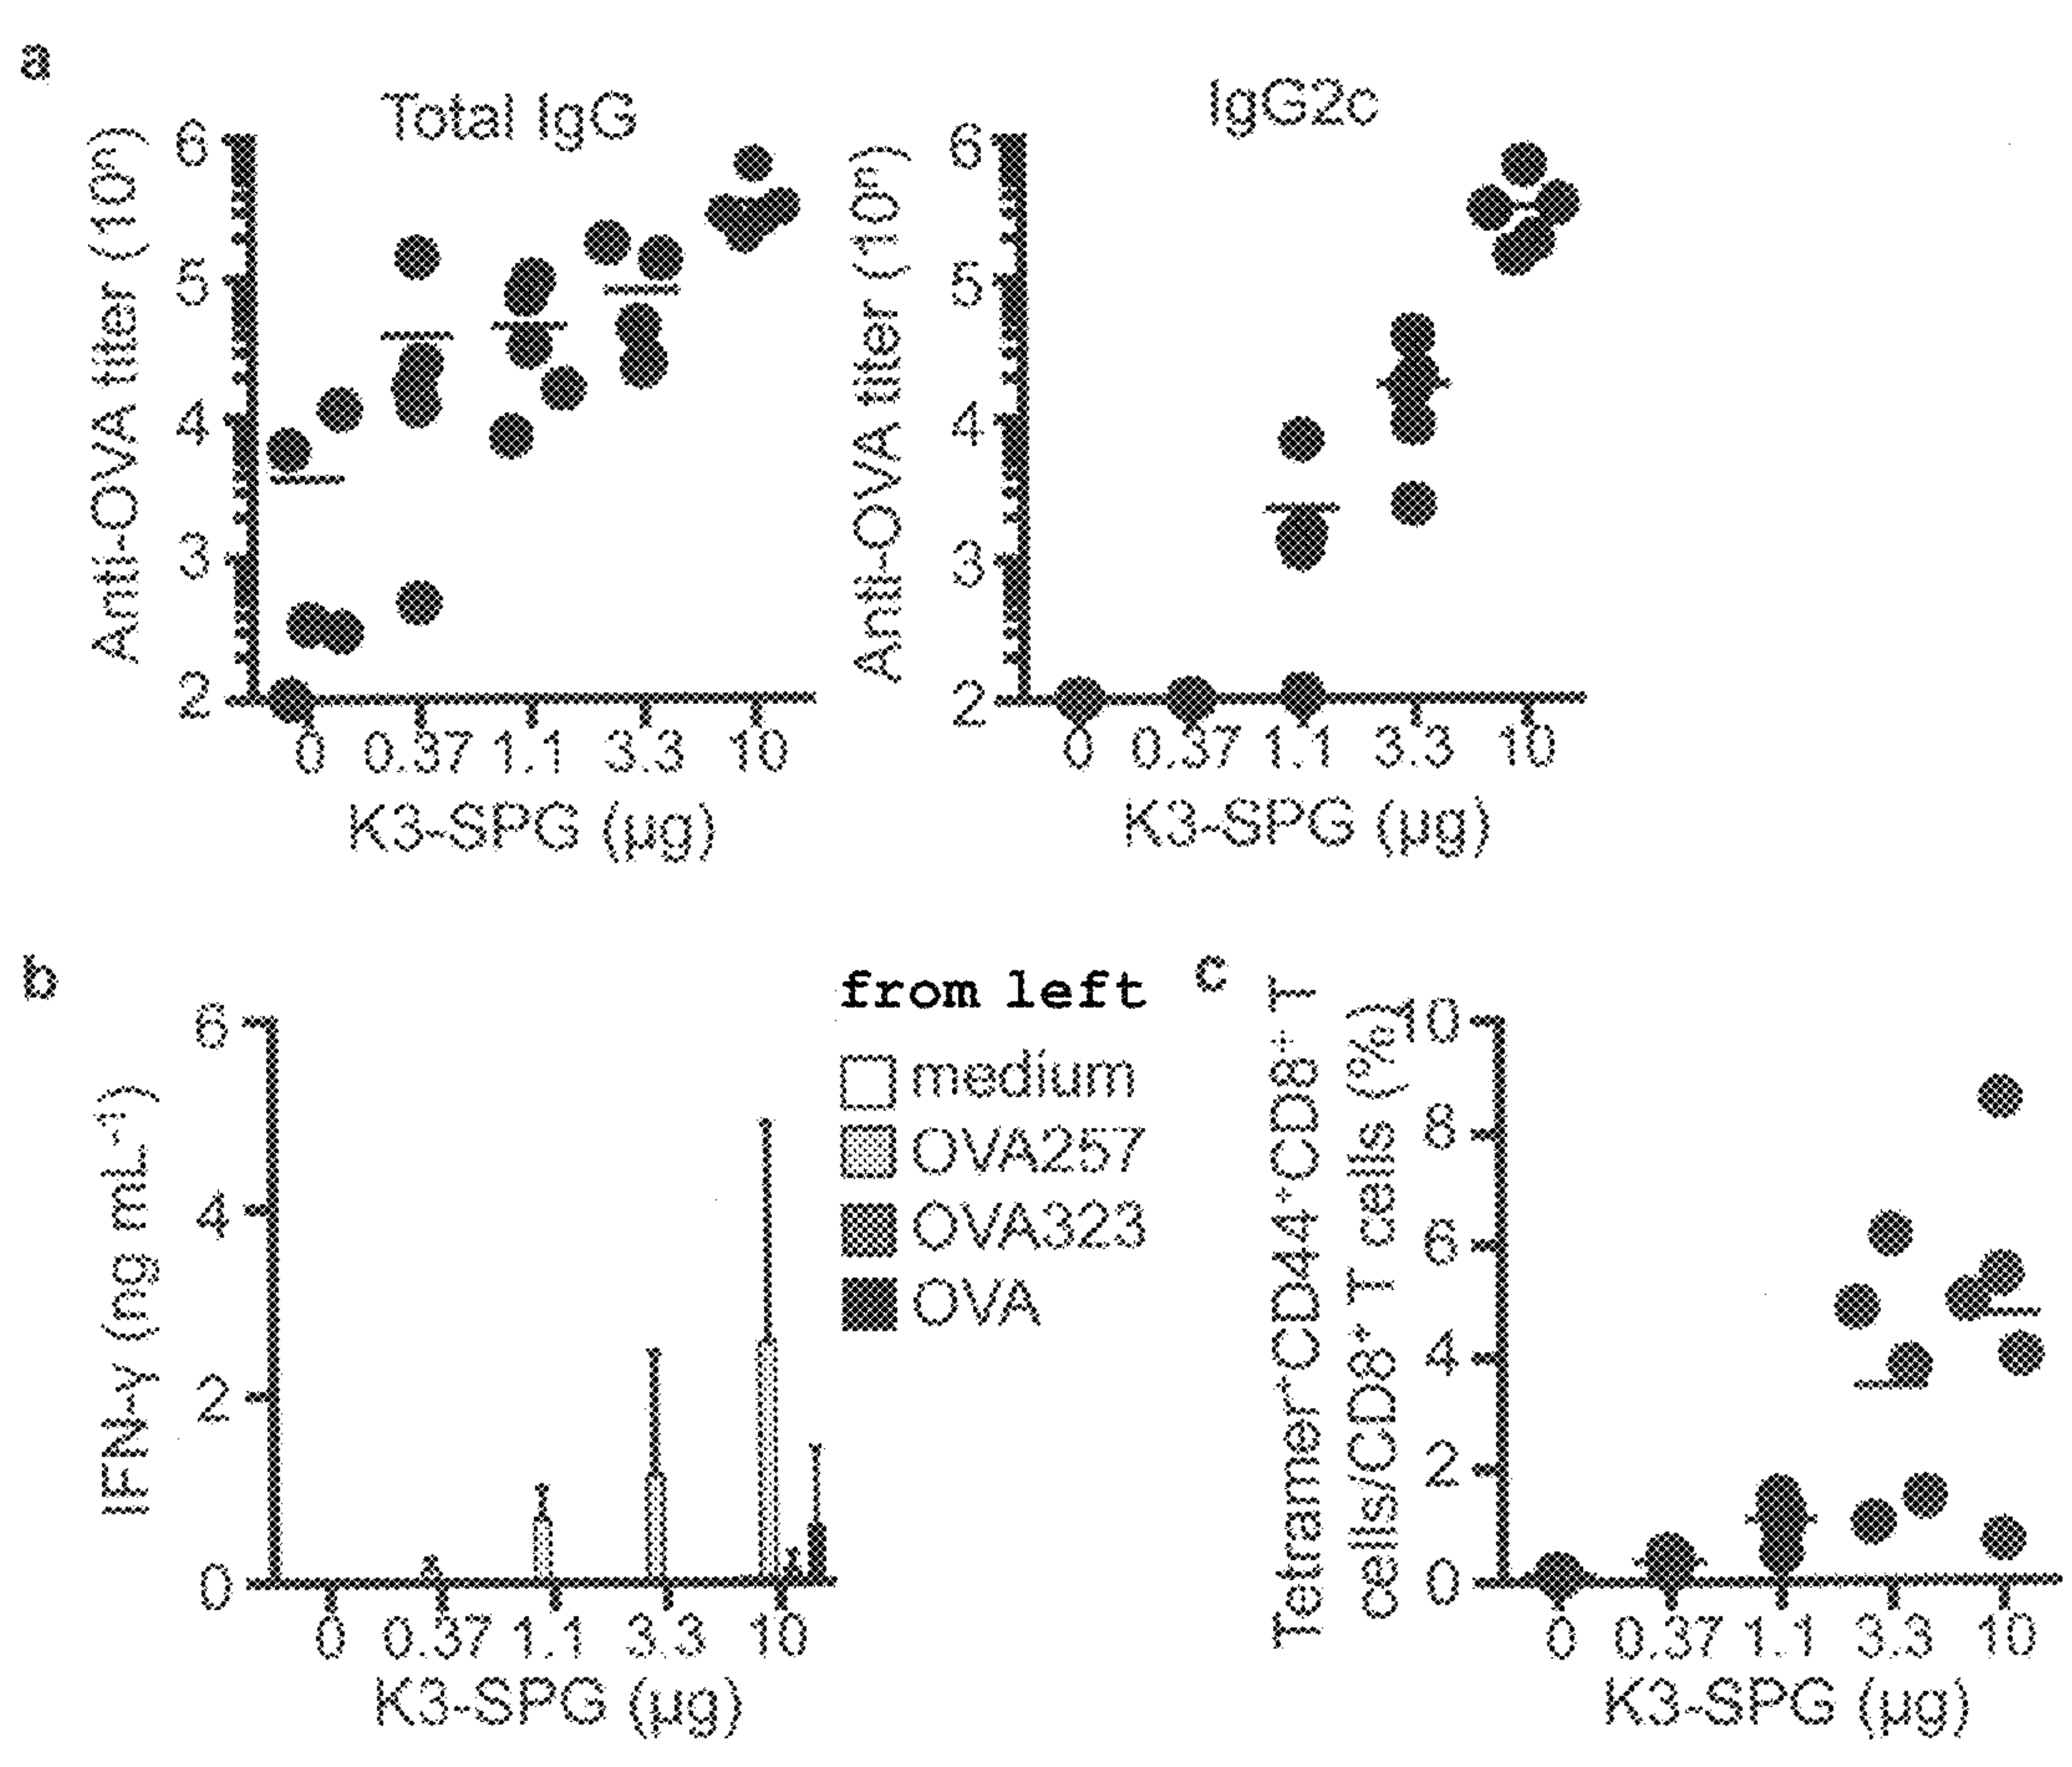 a
Total IgG
Anti-OVA titer (10ⁿ)
6
5
4
3
2
0 0.37 1.1 3.3 10
K3-SPG (μg)
IgG2c
Anti-OVA titer (10ⁿ)
6
5
4
3
2
0 0.37 1.1 3.3 10
K3-SPG (μg)
b
IFN-γ (ng mL⁻¹)
6
4
2
0
0 0.37 1.1 3.3 10
K3-SPG (μg)
from left
medium
OVA257
OVA323
OVA
c
Tetramer⁺CD44⁺CD8⁺ T
cells/CD8⁺ T cells (%)
10
8
6
4
2
0
0 0.37 1.1 3.3 10
K3-SPG (μg)